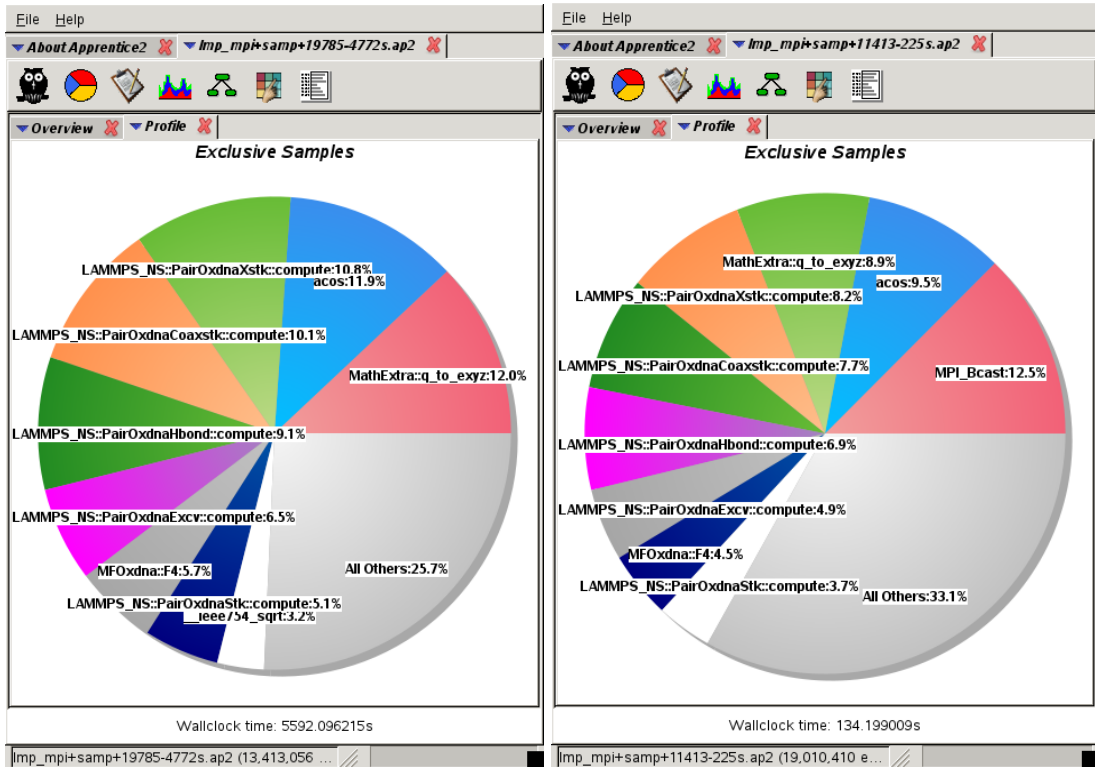 File Help
About Apprentice2 lmp_mpi+samp+19785-4772s.ap2
Overview Profile
Exclusive Samples
LAMMPS_NS::PairOxdnaXstk::compute:10.8%
acos:11.9%
LAMMPS_NS::PairOxdnaCoaxstk::compute:10.1%
MathExtra::q_to_exyz:12.0%
LAMMPS_NS::PairOxdnaHbond::compute:9.1%
LAMMPS_NS::PairOxdnaExcv::compute:6.5%
MFOxdna::F4:5.7%
All Others:25.7%
LAMMPS_NS::PairOxdnaStk::compute:5.1%
__ieee754_sqrt:3.2%
Wallclock time: 5592.096215s
lmp_mpi+samp+19785-4772s.ap2 (13,413,056 ...
File Help
About Apprentice2 lmp_mpi+samp+11413-225s.ap2
Overview Profile
Exclusive Samples
MathExtra::q_to_exyz:8.9%
acos:9.5%
LAMMPS_NS::PairOxdnaXstk::compute:8.2%
LAMMPS_NS::PairOxdnaCoaxstk::compute:7.7%
MPI_Bcast:12.5%
LAMMPS_NS::PairOxdnaHbond::compute:6.9%
LAMMPS_NS::PairOxdnaExcv::compute:4.9%
MFOxdna::F4:4.5%
LAMMPS_NS::PairOxdnaStk::compute:3.7%
All Others:33.1%
Wallclock time: 134.199009s
lmp_mpi+samp+11413-225s.ap2 (19,010,410 e...